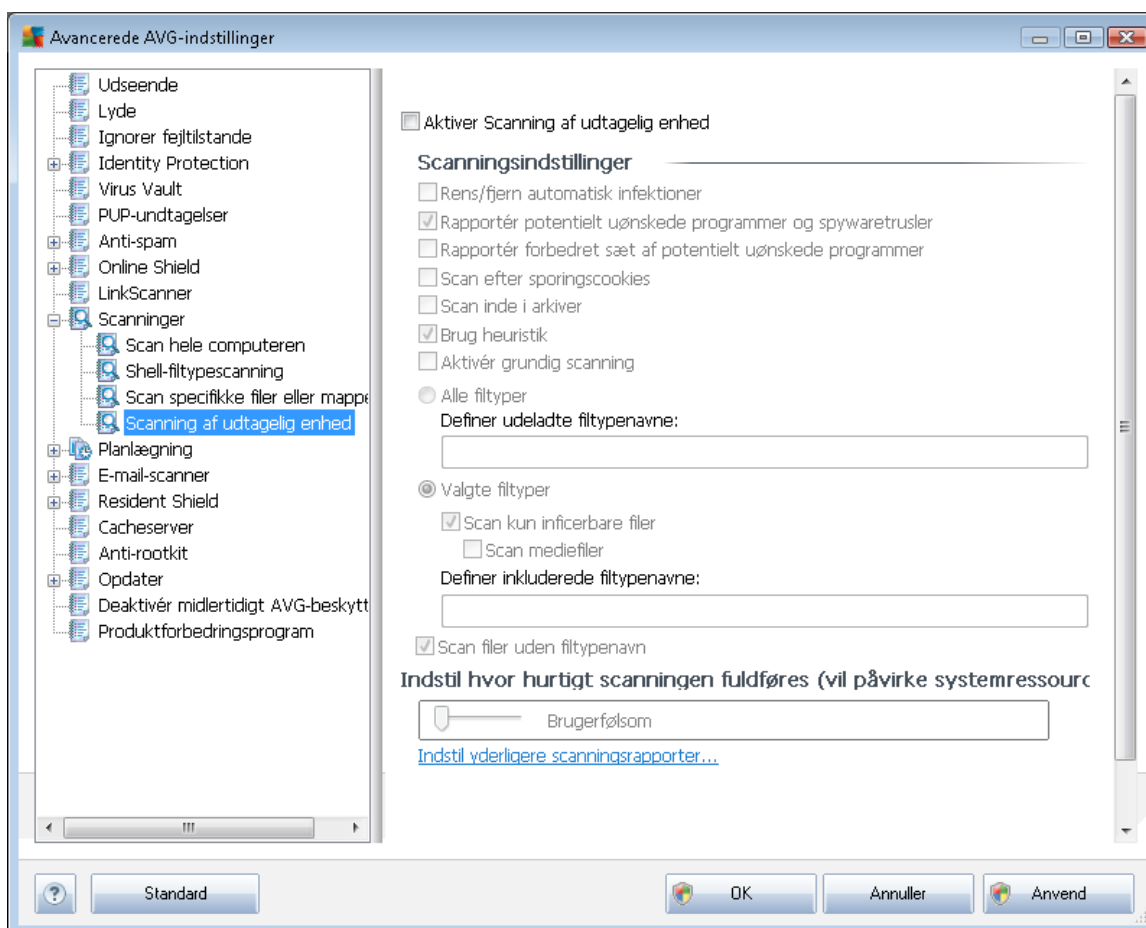 Avancerede AVG-indstillinger
Udseende
Lyde
Ignorer fejltilstande
Identity Protection
Virus Vault
PUP-undtagelser
Anti-spam
Online Shield
LinkScanner
Scanninger
Scan hele computeren
Shell-filtypescanning
Scan specifikke filer eller mappe
Scanning af udtagelig enhed
Planlægning
E-mail-scanner
Resident Shield
Cacheserver
Anti-rootkit
Opdater
Deaktivér midlertidigt AVG-beskytt
Produktforbedringsprogram
Aktiver Scanning af udtagelig enhed
Scanningsindstillinger
Rens/fjern automatisk infektioner
Rapportér potentielt uønskede programmer og spywaretrusler
Rapportér forbedret sæt af potentielt uønskede programmer
Scan efter sporingscookies
Scan inde i arkiver
Brug heuristik
Aktivér grundig scanning
Alle filtyper
Definer udeladte filtypenavne:
Valgte filtyper
Scan kun inficerbare filer
Scan mediefiler
Definer inkluderede filtypenavne:
Scan filer uden filtypenavn
Indstil hvor hurtigt scanningen fuldføres (vil påvirke systemressourc
Brugerfølsom
Indstil yderligere scanningsrapporter...
?
Standard
OK
Annuller
Anvend